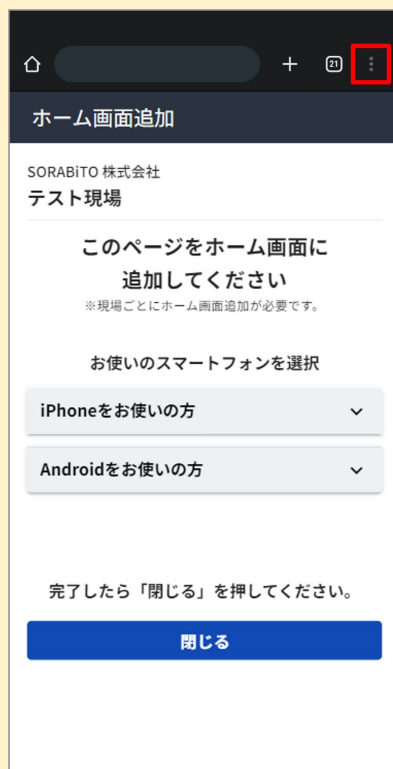 21
ホーム画面追加
SORABiTO 株式会社
テスト現場
このページをホーム画面に
追加してください
※現場ごとにホーム画面追加が必要です。
お使いのスマートフォンを選択
iPhoneをお使いの方
Androidをお使いの方
完了したら「閉じる」を押してください。
閉じる